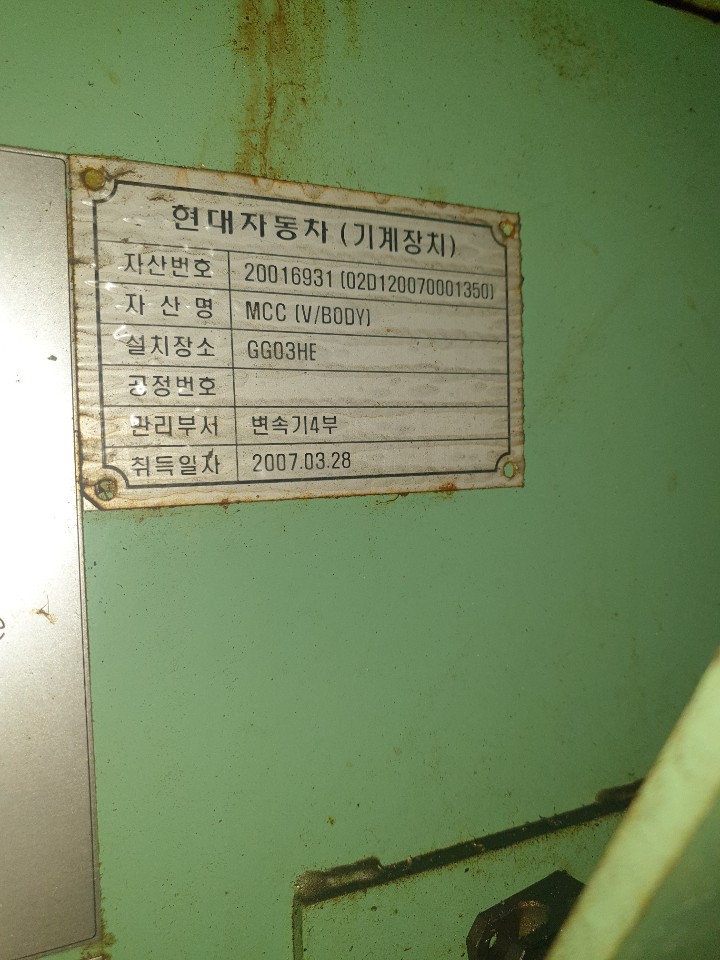 현대자동차 (기계장치)
자산번호 20016931 (02D120070001350)
자 산 명 MCC (V/BODY)
설치장소 GG03HE
공정번호
관리부서 변속기4부
취득일자 2007.03.28